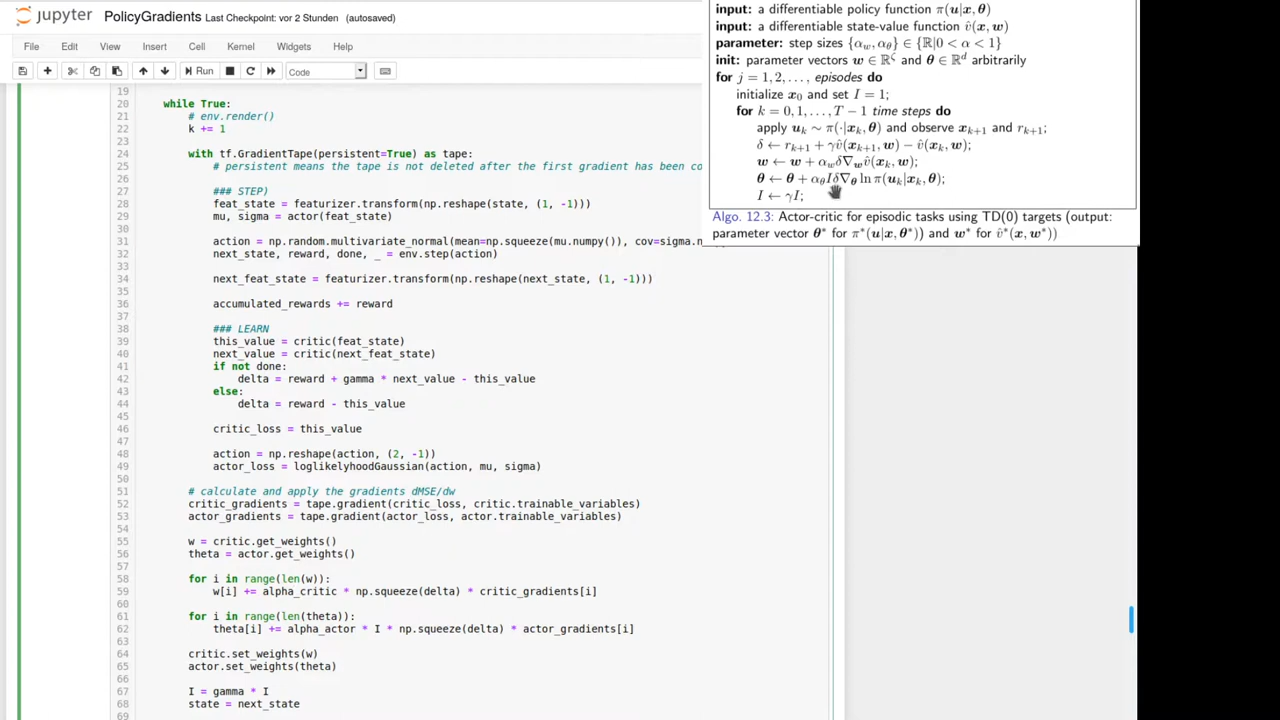 jupyter PolicyGradients Last Checkpoint: vor 2 Stunden (autosaved)
File Edit View Insert Cell Kernel Widgets Help
Run Code
19
20 while True:
21 # env.render()
22 k += 1
23
24 with tf.GradientTape(persistent=True) as tape:
25 # persistent means the tape is not deleted after the first gradient has been co
26
27 ### STEP)
28 feat_state = featurizer.transform(np.reshape(state, (1, -1)))
29 mu, sigma = actor(feat_state)
30
31 action = np.random.multivariate_normal(mean=np.squeeze(mu.numpy()), cov=sigma.n
32 next_state, reward, done, _ = env.step(action)
33
34 next_feat_state = featurizer.transform(np.reshape(next_state, (1, -1)))
35
36 accumulated_rewards += reward
37
38 ### LEARN
39 this_value = critic(feat_state)
40 next_value = critic(next_feat_state)
41 if not done:
42 delta = reward + gamma * next_value - this_value
43 else:
44 delta = reward - this_value
45
46 critic_loss = this_value
47
48 action = np.reshape(action, (2, -1))
49 actor_loss = loglikelyhoodGaussian(action, mu, sigma)
50
51 # calculate and apply the gradients dMSE/dw
52 critic_gradients = tape.gradient(critic_loss, critic.trainable_variables)
53 actor_gradients = tape.gradient(actor_loss, actor.trainable_variables)
54
55 w = critic.get_weights()
56 theta = actor.get_weights()
57
58 for i in range(len(w)):
59 w[i] += alpha_critic * np.squeeze(delta) * critic_gradients[i]
60
61 for i in range(len(theta)):
62 theta[i] += alpha_actor * I * np.squeeze(delta) * actor_gradients[i]
63
64 critic.set_weights(w)
65 actor.set_weights(theta)
66
67 I = gamma * I
68 state = next_state
69
input: a differentiable policy function π(u|x, θ)
input: a differentiable state-value function v̂(x, w)
parameter: step sizes {α_w, α_θ} ∈ {ℝ|0 < α < 1}
init: parameter vectors w ∈ ℝ^ζ and θ ∈ ℝ^d arbitrarily
for j = 1, 2, . . . , episodes do
initialize x_0 and set I = 1;
for k = 0, 1, . . . , T − 1 time steps do
apply u_k ∼ π(·|x_k, θ) and observe x_{k+1} and r_{k+1};
δ ← r_{k+1} + γv̂(x_{k+1}, w) − v̂(x_k, w);
w ← w + α_wδ∇_wv̂(x_k, w);
θ ← θ + α_θIδ∇_θ ln π(u_k|x_k, θ);
I ← γI;
Algo. 12.3: Actor-critic for episodic tasks using TD(0) targets (output:
parameter vector θ* for π*(u|x, θ*)) and w* for v̂*(x, w*))